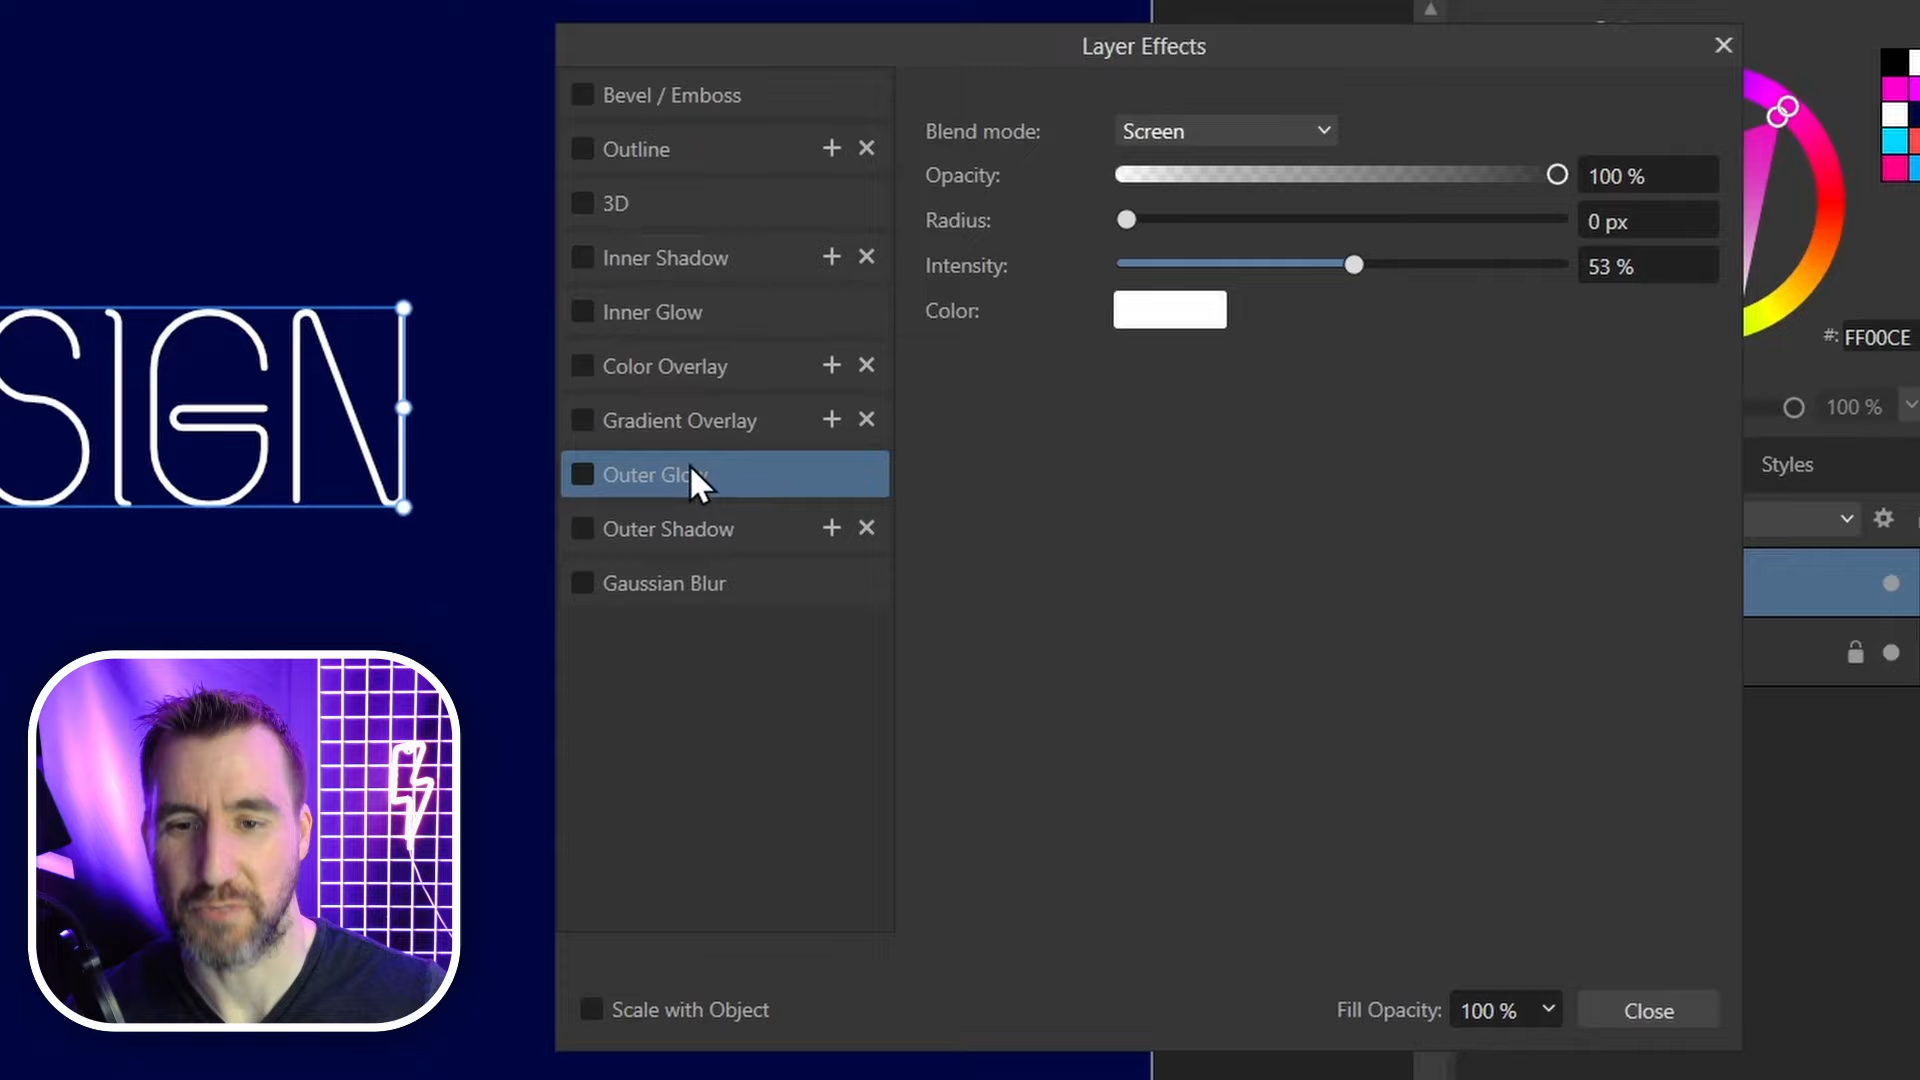 Layer Effects
Bevel / Emboss
Outline
3D
Inner Shadow
Inner Glow
Color Overlay
Gradient Overlay
Outer Glow
Outer Shadow
Gaussian Blur
Scale with Object
Blend mode: Screen
Opacity: 100 %
Radius: 0 px
Intensity: 53 %
Color:
Fill Opacity: 100 %
Close
SIGN
#: FF00CE
100 %
Styles